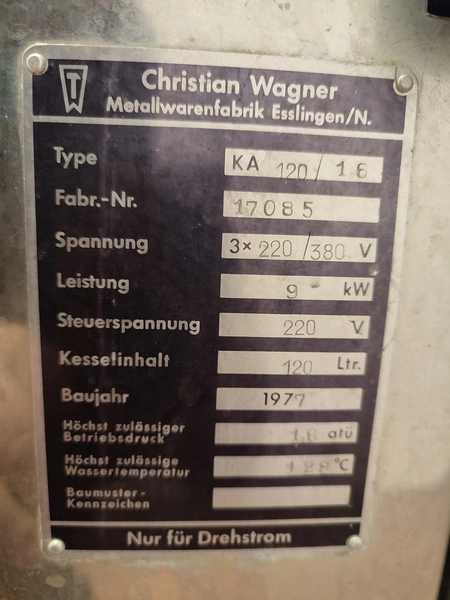 Christian Wagner
Metallwarenfabrik Esslingen/N.
Type KA 120/1,6
Fabr.-Nr. 17085
Spannung 3×220/380 V
Leistung 9 kW
Steuerspannung 220 V
Kesselinhalt 120 Ltr.
Baujahr 1977
Höchst zulässiger
Betriebsdruck 1,6 atü
Höchst zulässige
Wassertemperatur °C
Baumuster-
Kennzeichen
Nur für Drehstrom